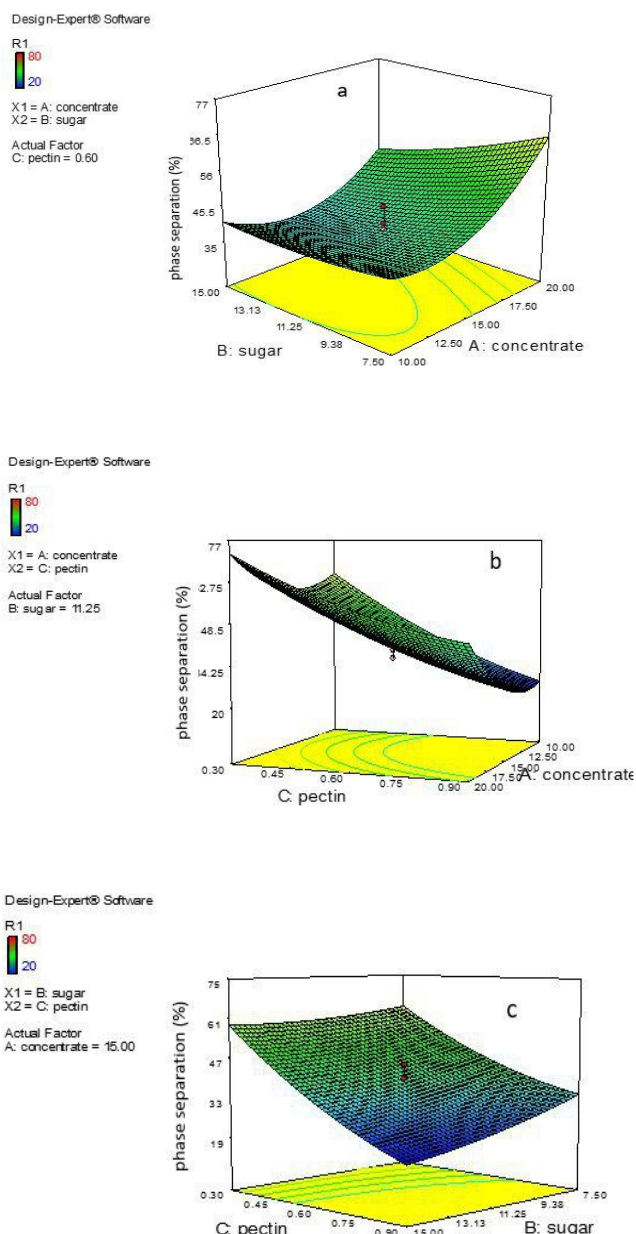 Design-Expert® Software
R1
80
20
X1 = A: concentrate
X2 = B: sugar
Actual Factor
C: pectin = 0.60
a
phase separation (%)
77
56
45.5
35
15.00
13.13
11.25
9.38
7.50
10.00
12.50
15.00
17.50
20.00
B: sugar
A: concentrate
Design-Expert® Software
R1
80
20
X1 = A: concentrate
X2 = C: pectin
Actual Factor
B: sugar = 11.25
b
phase separation (%)
77
2.75
48.5
20
0.30
0.45
0.60
0.75
0.90
20.00
17.50
15.00
12.50
10.00
C: pectin
A: concentrate
Design-Expert® Software
R1
80
20
X1 = B: sugar
X2 = C: pectin
Actual Factor
A: concentrate = 15.00
c
phase separation (%)
75
61
47
33
19
0.30
0.45
0.60
0.75
0.90
15.00
13.13
11.25
9.38
7.50
C: pectin
B: sugar